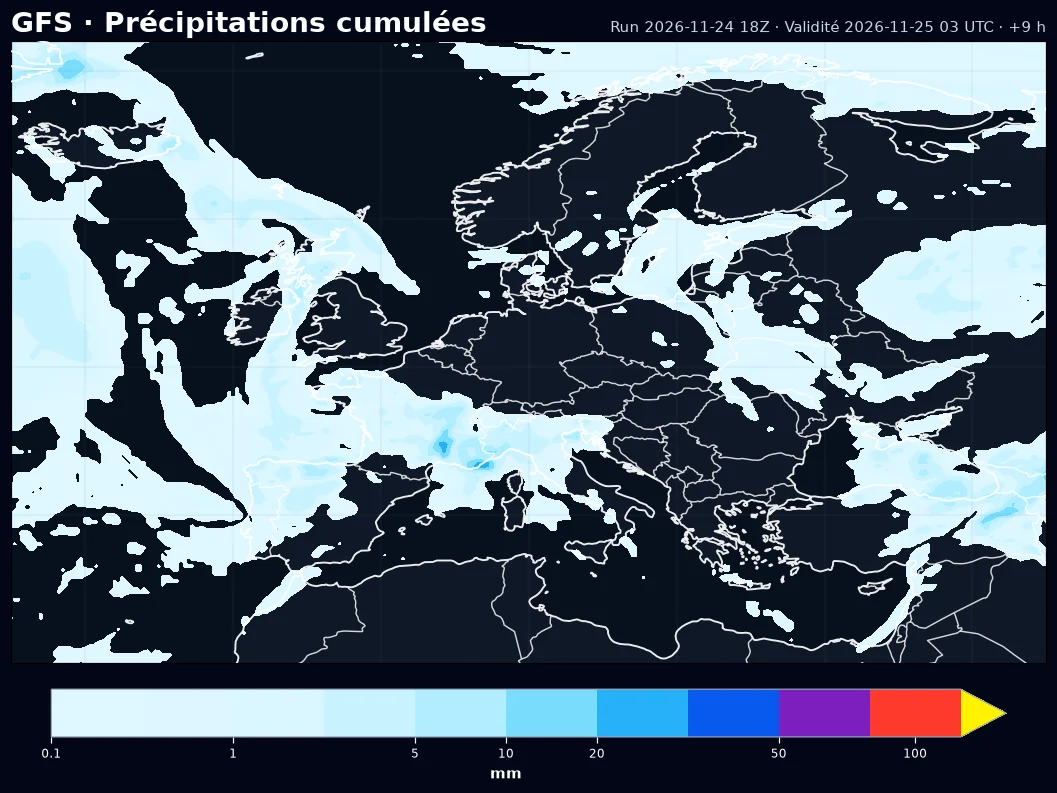 GFS · Précipitations cumulées
Run 2026-11-24 18Z · Validité 2026-11-25 03 UTC · +9 h
0.1 1 5 10 20 50 100
mm